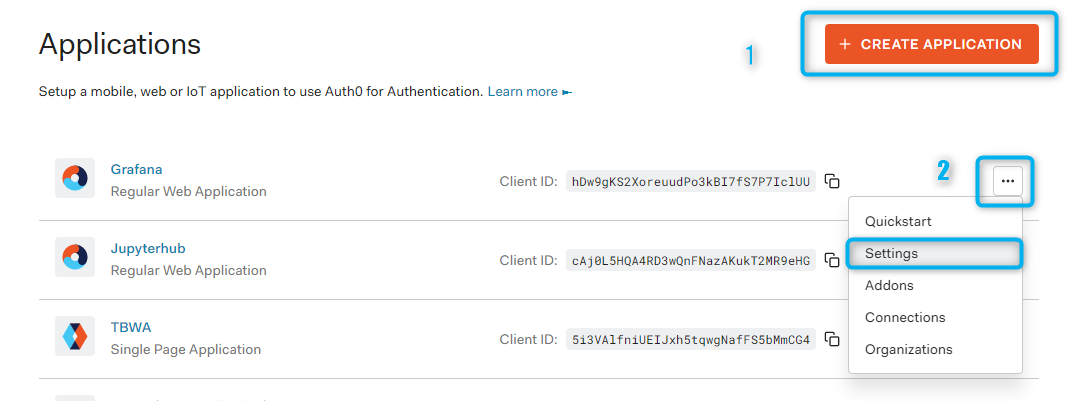 Applications
1
+ CREATE APPLICATION
Setup a mobile, web or IoT application to use Auth0 for Authentication. Learn more
Grafana
Regular Web Application
Client ID: hDw9gKS2XoreuudPo3kBI7fS7P7IclUU
2
...
Quickstart
Jupyterhub
Regular Web Application
Client ID: cAj0L5HQA4RD3wQnFNazAKukT2MR9eHG
Settings
Addons
Connections
TBWA
Single Page Application
Client ID: 5i3VAlfniUEIJxh5tqwgNafFS5bMmCG4
Organizations